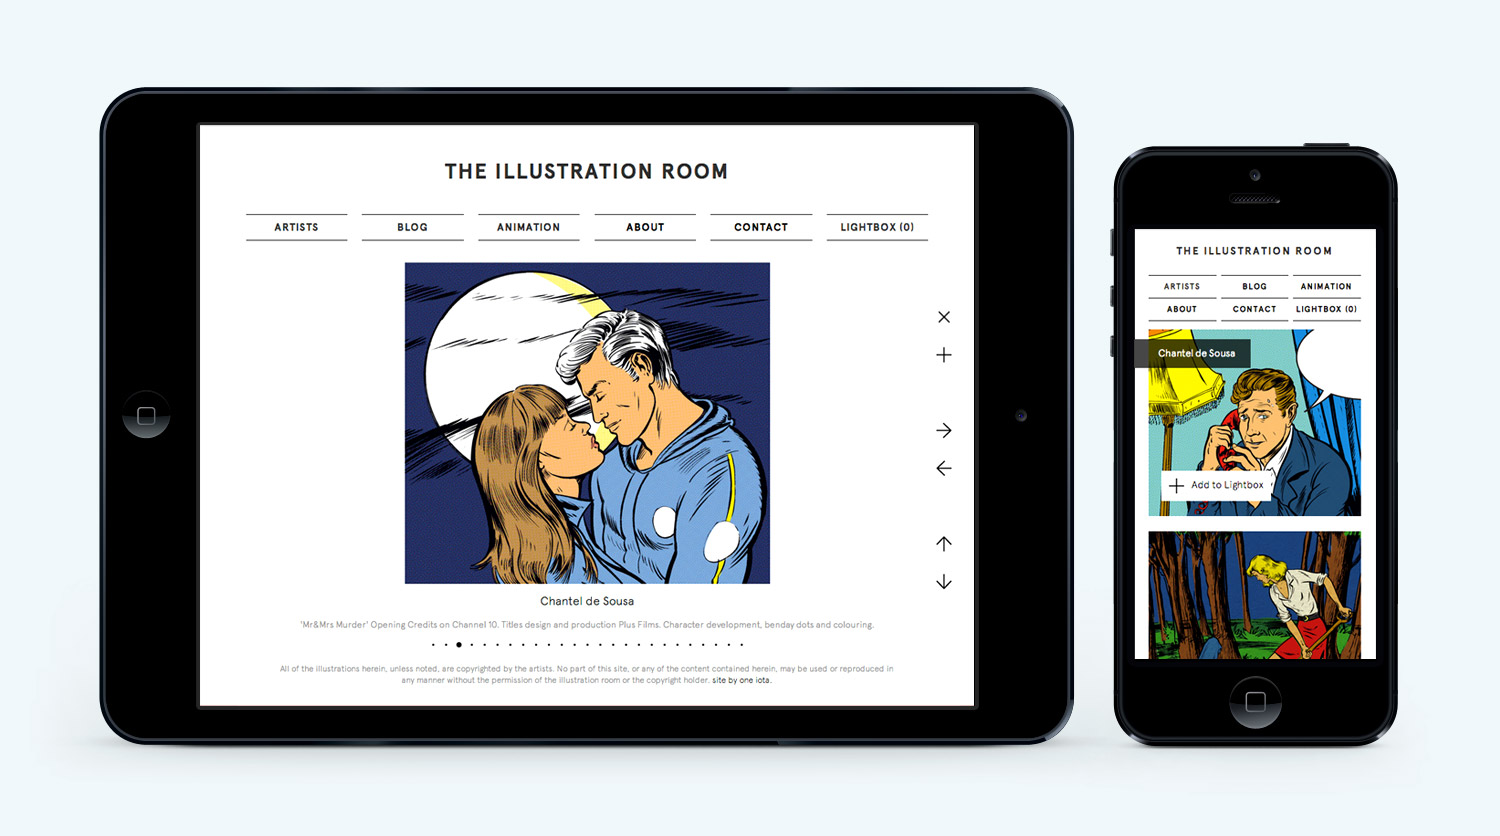 THE ILLUSTRATION ROOM
ARTISTS
BLOG
ANIMATION
ABOUT
CONTACT
LIGHTBOX (0)
Chantel de Sousa
'Mr&Mrs Murder' Opening Credits on Channel 10. Titles design and production Plus Films. Character development, benday dots and colouring.
All of the illustrations herein, unless noted, are copyrighted by the artists. No part of this site, or any of the content contained herein, may be used or reproduced in
any manner without the permission of the illustration room or the copyright holder. site by one iota.
THE ILLUSTRATION ROOM
ARTISTS
BLOG
ANIMATION
ABOUT
CONTACT
LIGHTBOX (0)
Chantel de Sousa
Add to Lightbox